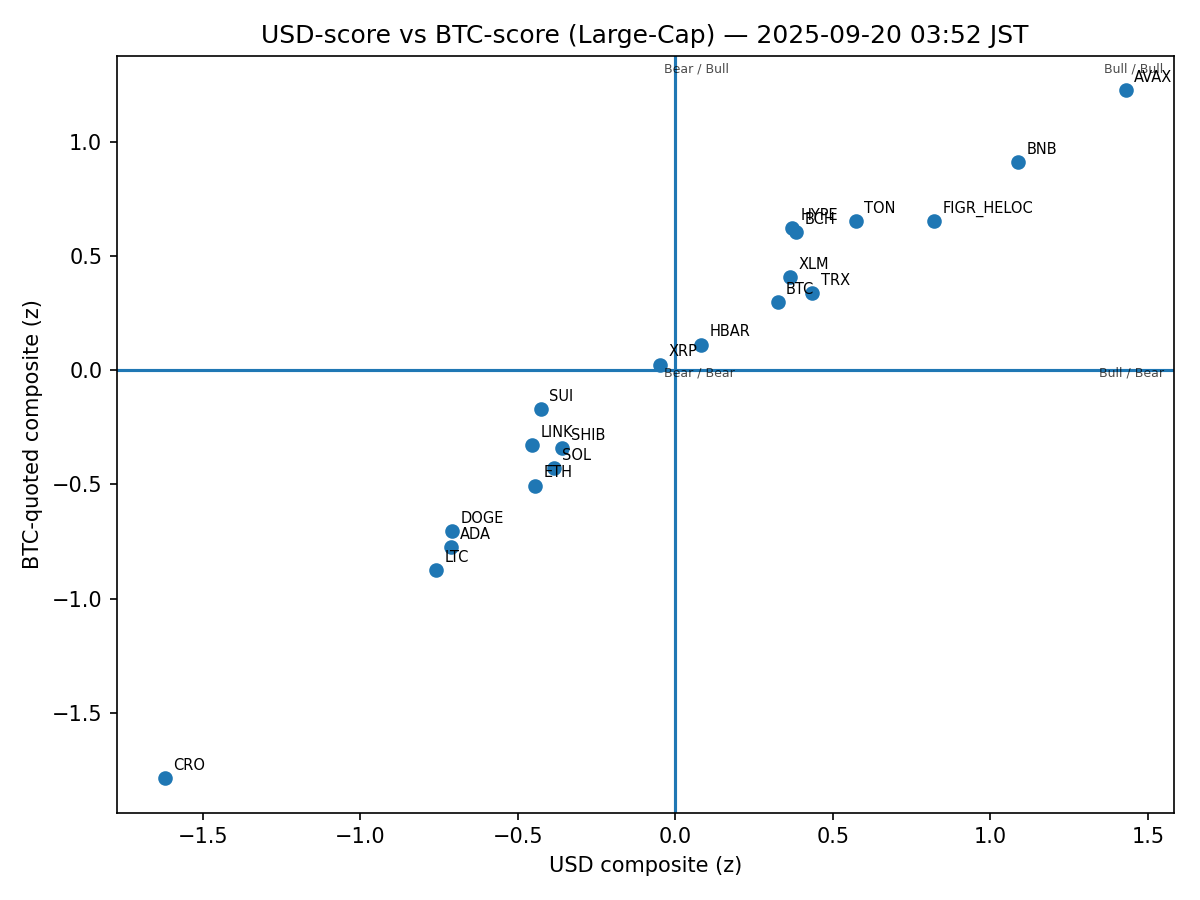 USD-score vs BTC-score (Large-Cap) — 2025-09-20 03:52 JST
Bear / Bull
Bull / Bull
AVAX
BNB
TON
FIGR_HELOC
HYPE
BCH
XLM
TRX
BTC
HBAR
XRP
Bear / Bear
Bull / Bear
SUI
LINK
SHIB
SOL
ETH
DOGE
ADA
LTC
CRO
1.0
0.5
0.0
−0.5
−1.0
−1.5
BTC-quoted composite (z)
−1.5
−1.0
−0.5
0.0
0.5
1.0
1.5
USD composite (z)